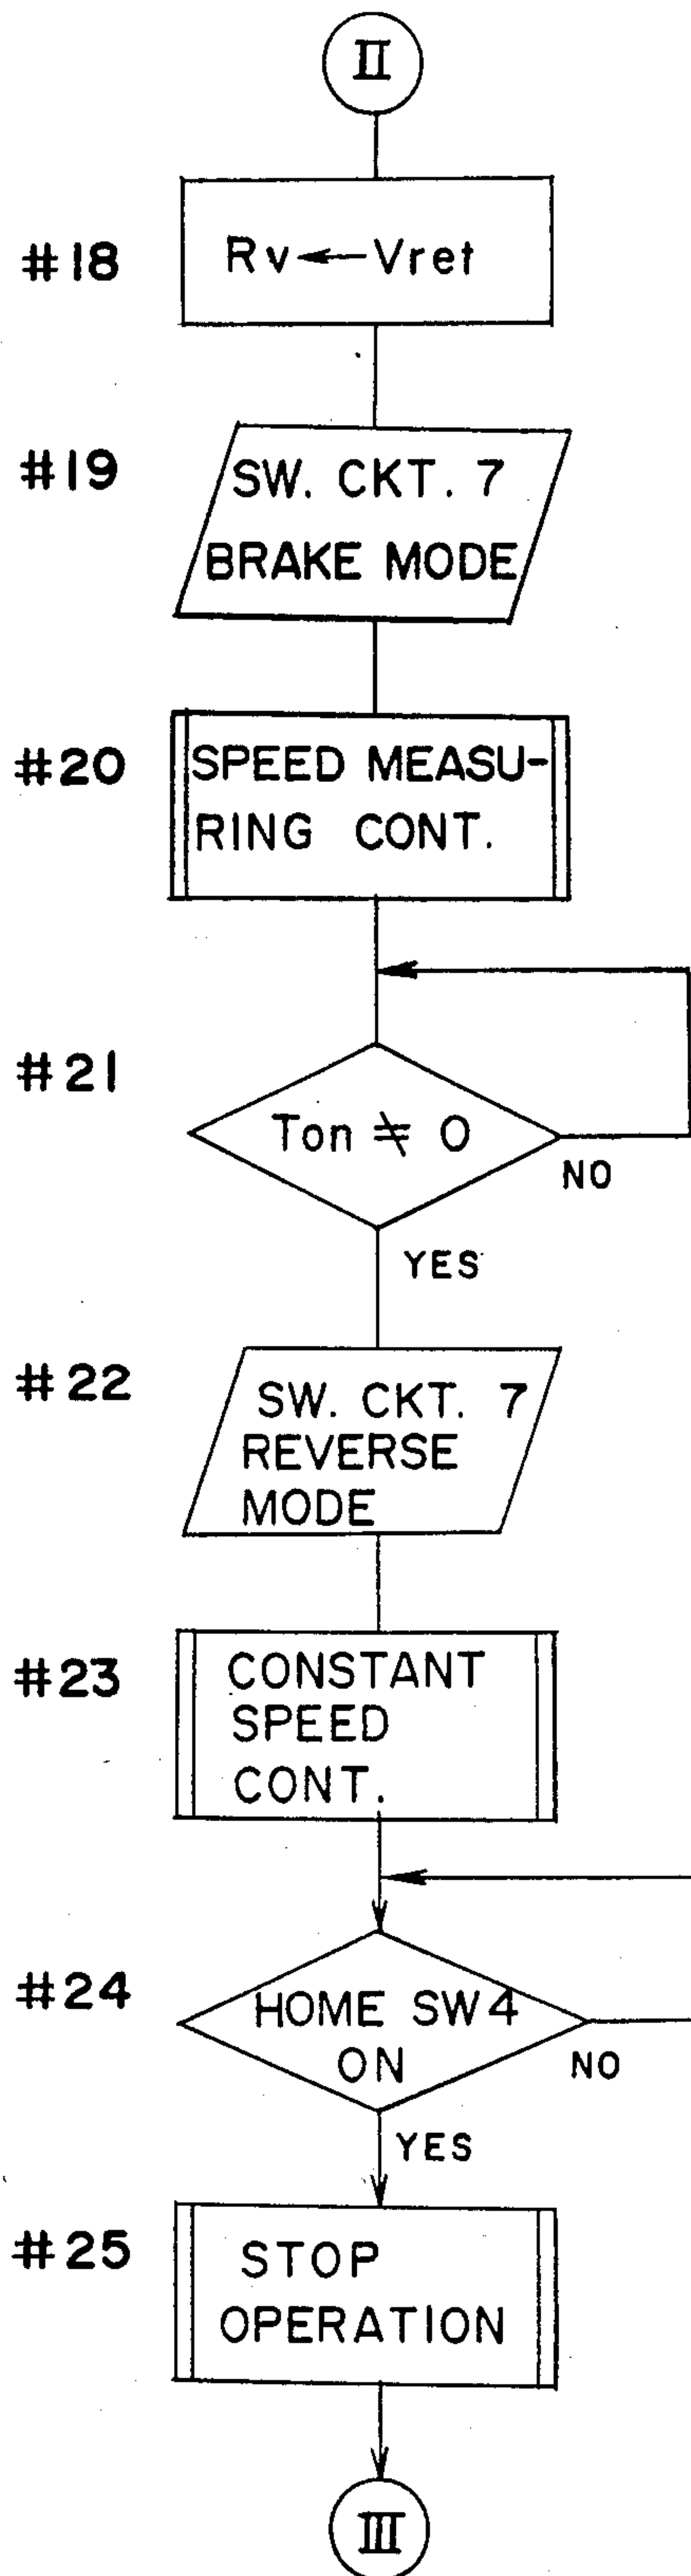 II
#18
Rv←Vret
#19
SW. CKT. 7
BRAKE MODE
#20
SPEED MEASU-
RING CONT.
#21
Ton ≠ 0
NO
YES
#22
SW. CKT. 7
REVERSE
MODE
#23
CONSTANT
SPEED
CONT.
#24
HOME SW4
ON
NO
YES
#25
STOP
OPERATION
III